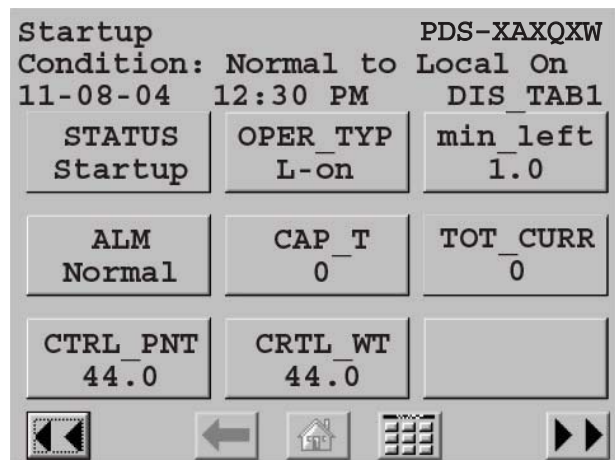 Startup PDS-XAXQXW
Condition: Normal to Local On
11-08-04 12:30 PM DIS_TAB1
STATUS OPER_TYP min_left
Startup L-on 1.0
ALM CAP_T TOT_CURR
Normal 0 0
CTRL_PNT CRTL_WT
44.0 44.0